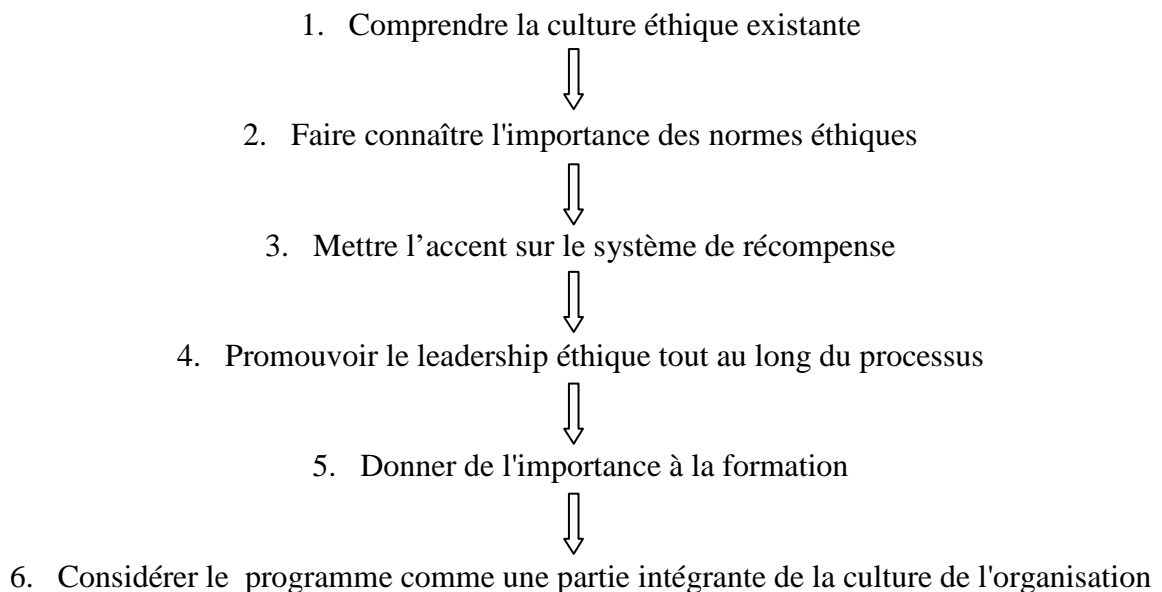 1. Comprendre la culture éthique existante
2. Faire connaître l'importance des normes éthiques
3. Mettre l’accent sur le système de récompense
4. Promouvoir le leadership éthique tout au long du processus
5. Donner de l'importance à la formation
6. Considérer le programme comme une partie intégrante de la culture de l'organisation